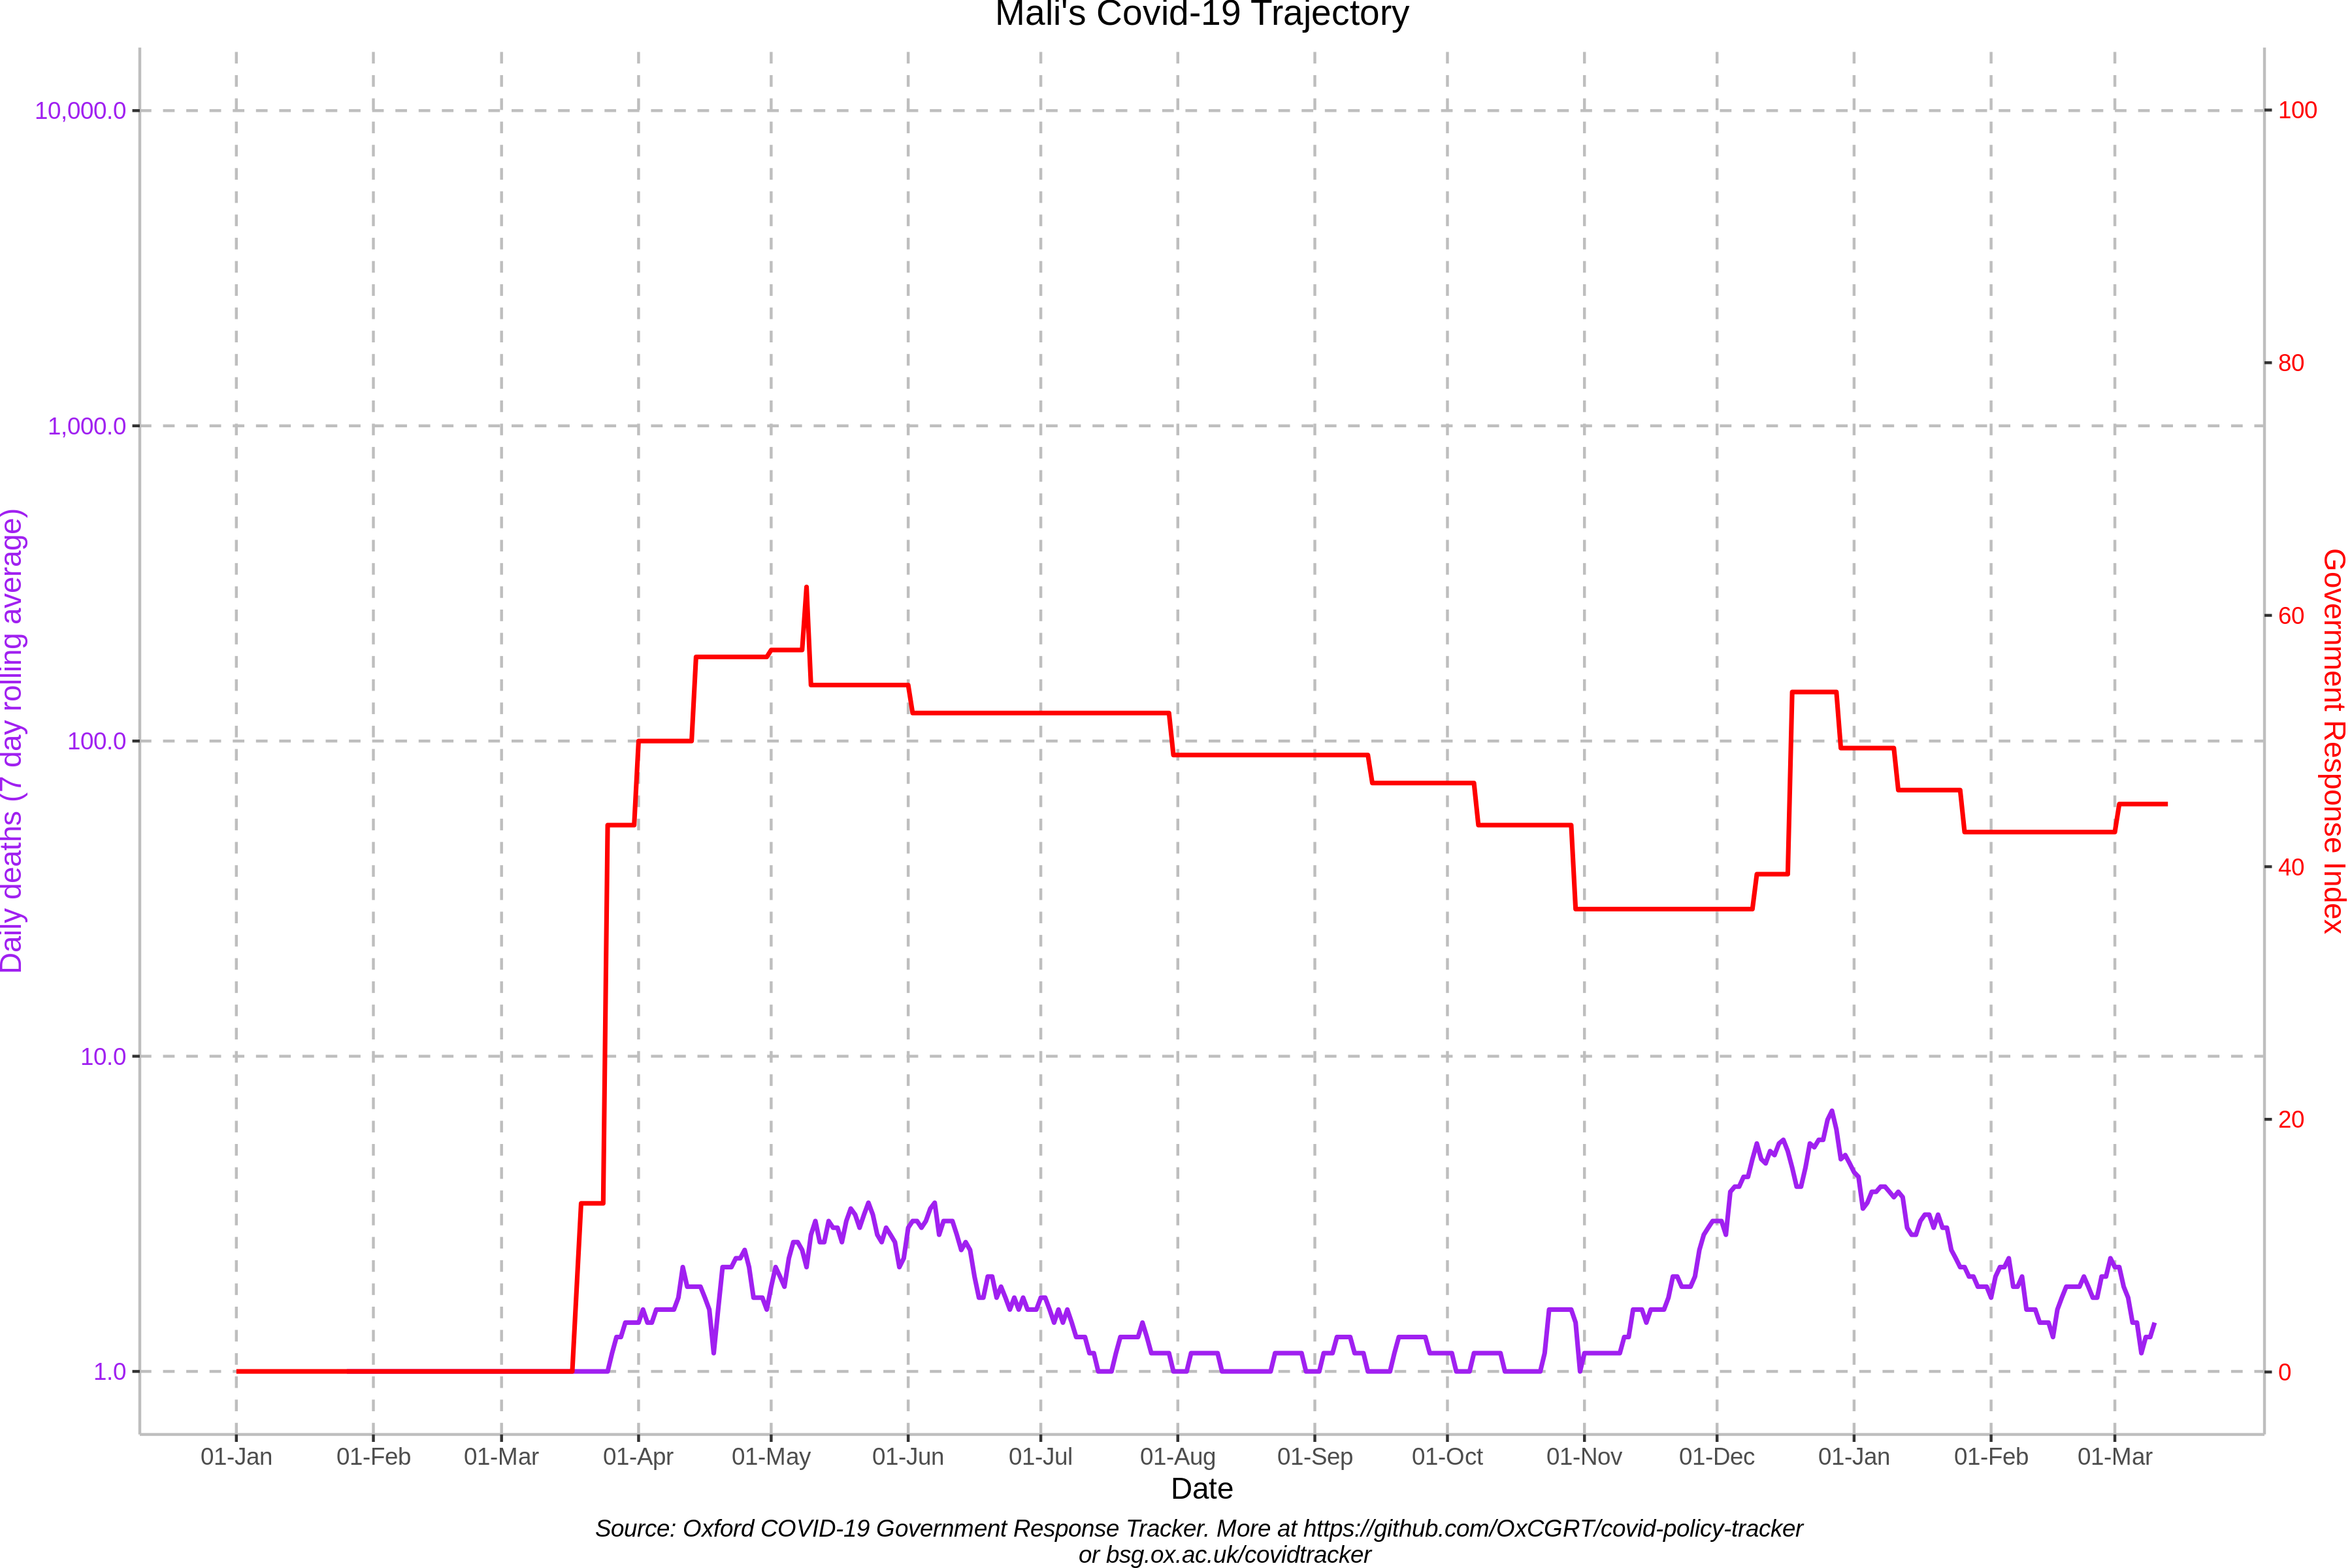 Mali's Covid-19 Trajectory
10,000.0
1,000.0
100.0
10.0
1.0
Daily deaths (7 day rolling average)
100
80
60
40
20
0
Government Response Index
01-Jan 01-Feb 01-Mar 01-Apr 01-May 01-Jun 01-Jul 01-Aug 01-Sep 01-Oct 01-Nov 01-Dec 01-Jan 01-Feb 01-Mar
Date
Source: Oxford COVID-19 Government Response Tracker. More at https://github.com/OxCGRT/covid-policy-tracker
or bsg.ox.ac.uk/covidtracker